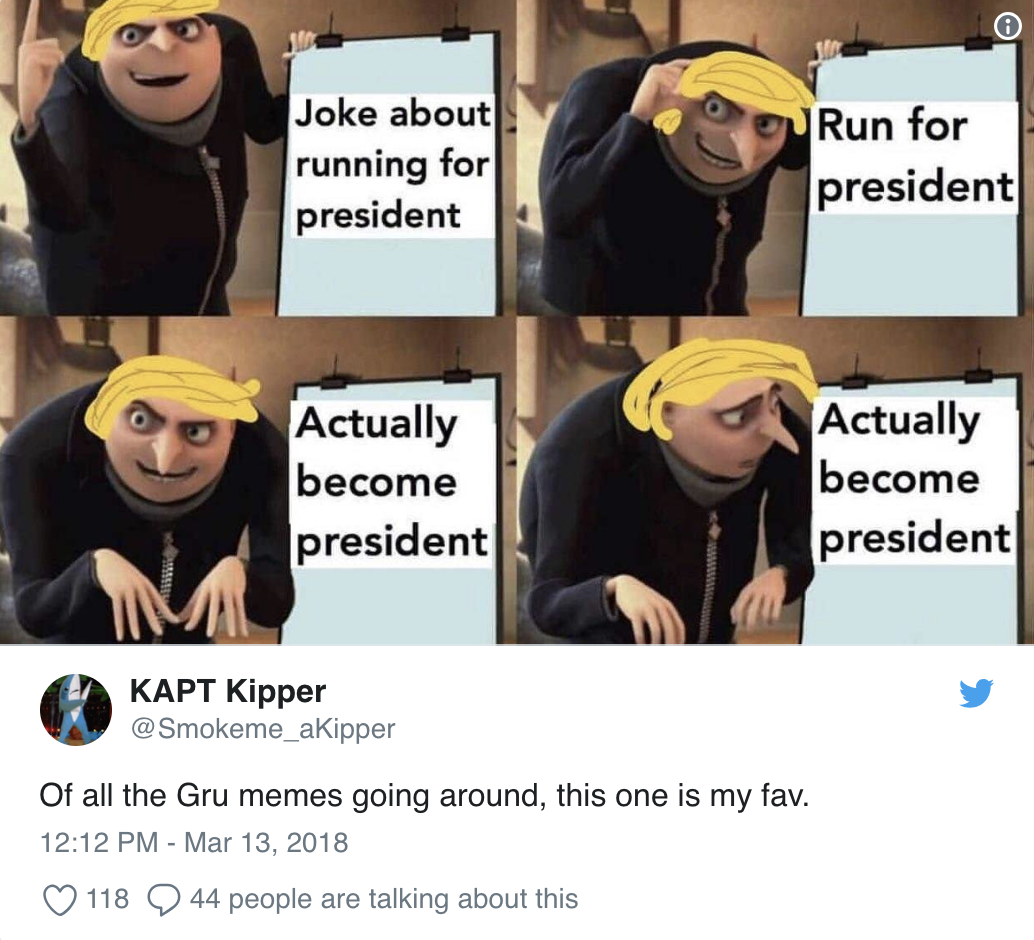 Joke about
running for
president
Run for
president
Actually
become
president
Actually
become
president
KAPT Kipper
@Smokeme_aKipper
Of all the Gru memes going around, this one is my fav.
12:12 PM - Mar 13, 2018
118 44 people are talking about this